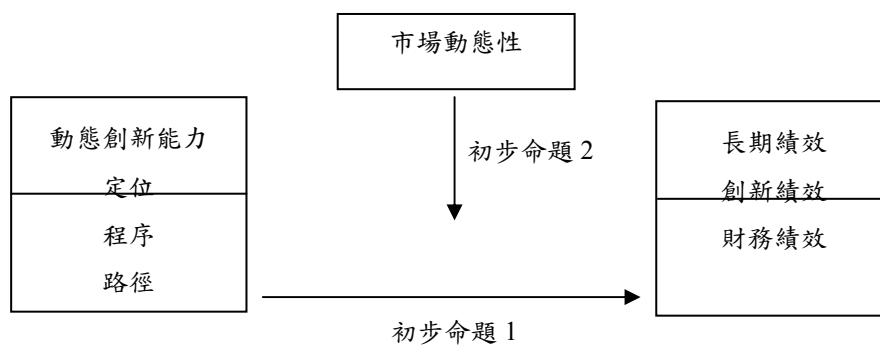 市場動態性
動態創新能力
定位
程序
路徑
初步命題 2
長期績效
創新績效
財務績效
初步命題 1